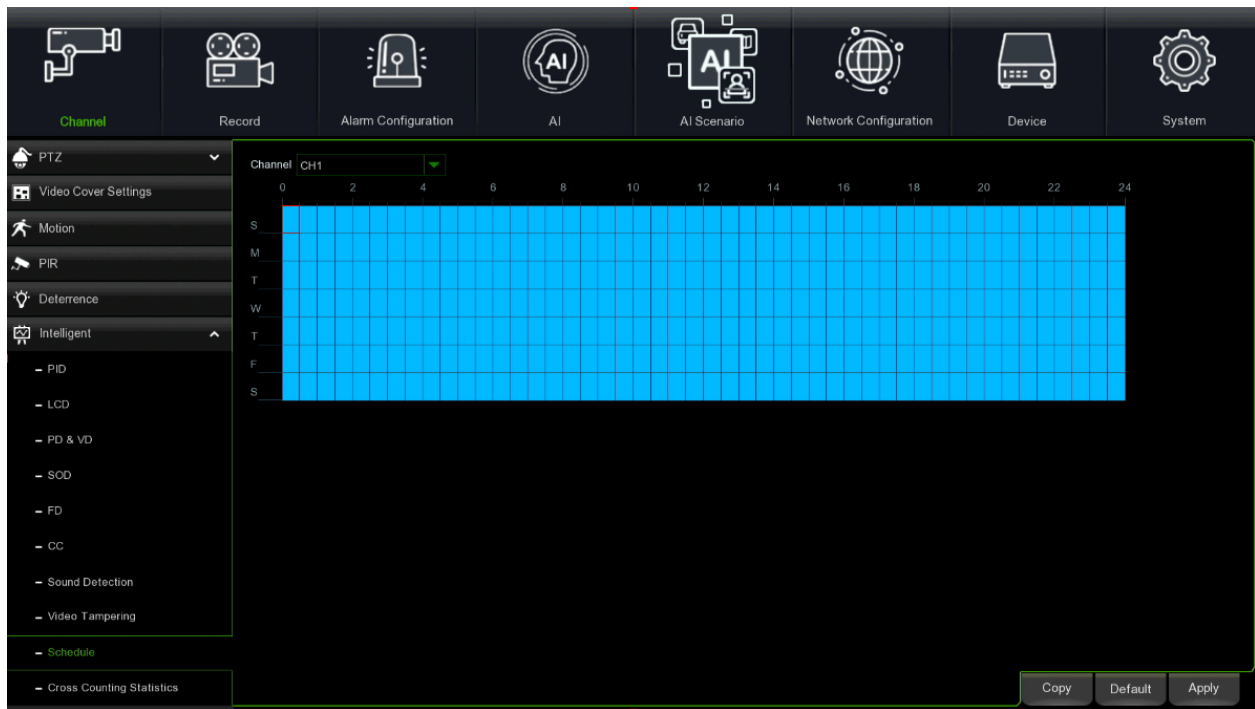 Channel Record Alarm Configuration AI AI Scenario Network Configuration Device System
AI
AI
PTZ
Video Cover Settings
Motion
PIR
Deterrence
Intelligent
PID
LCD
PD & VD
SOD
FD
CC
Sound Detection
Video Tampering
Schedule
Cross Counting Statistics
Channel CH1
0 2 4 6 8 10 12 14 16 18 20 22 24
S
M
T
W
T
F
S
Copy Default Apply